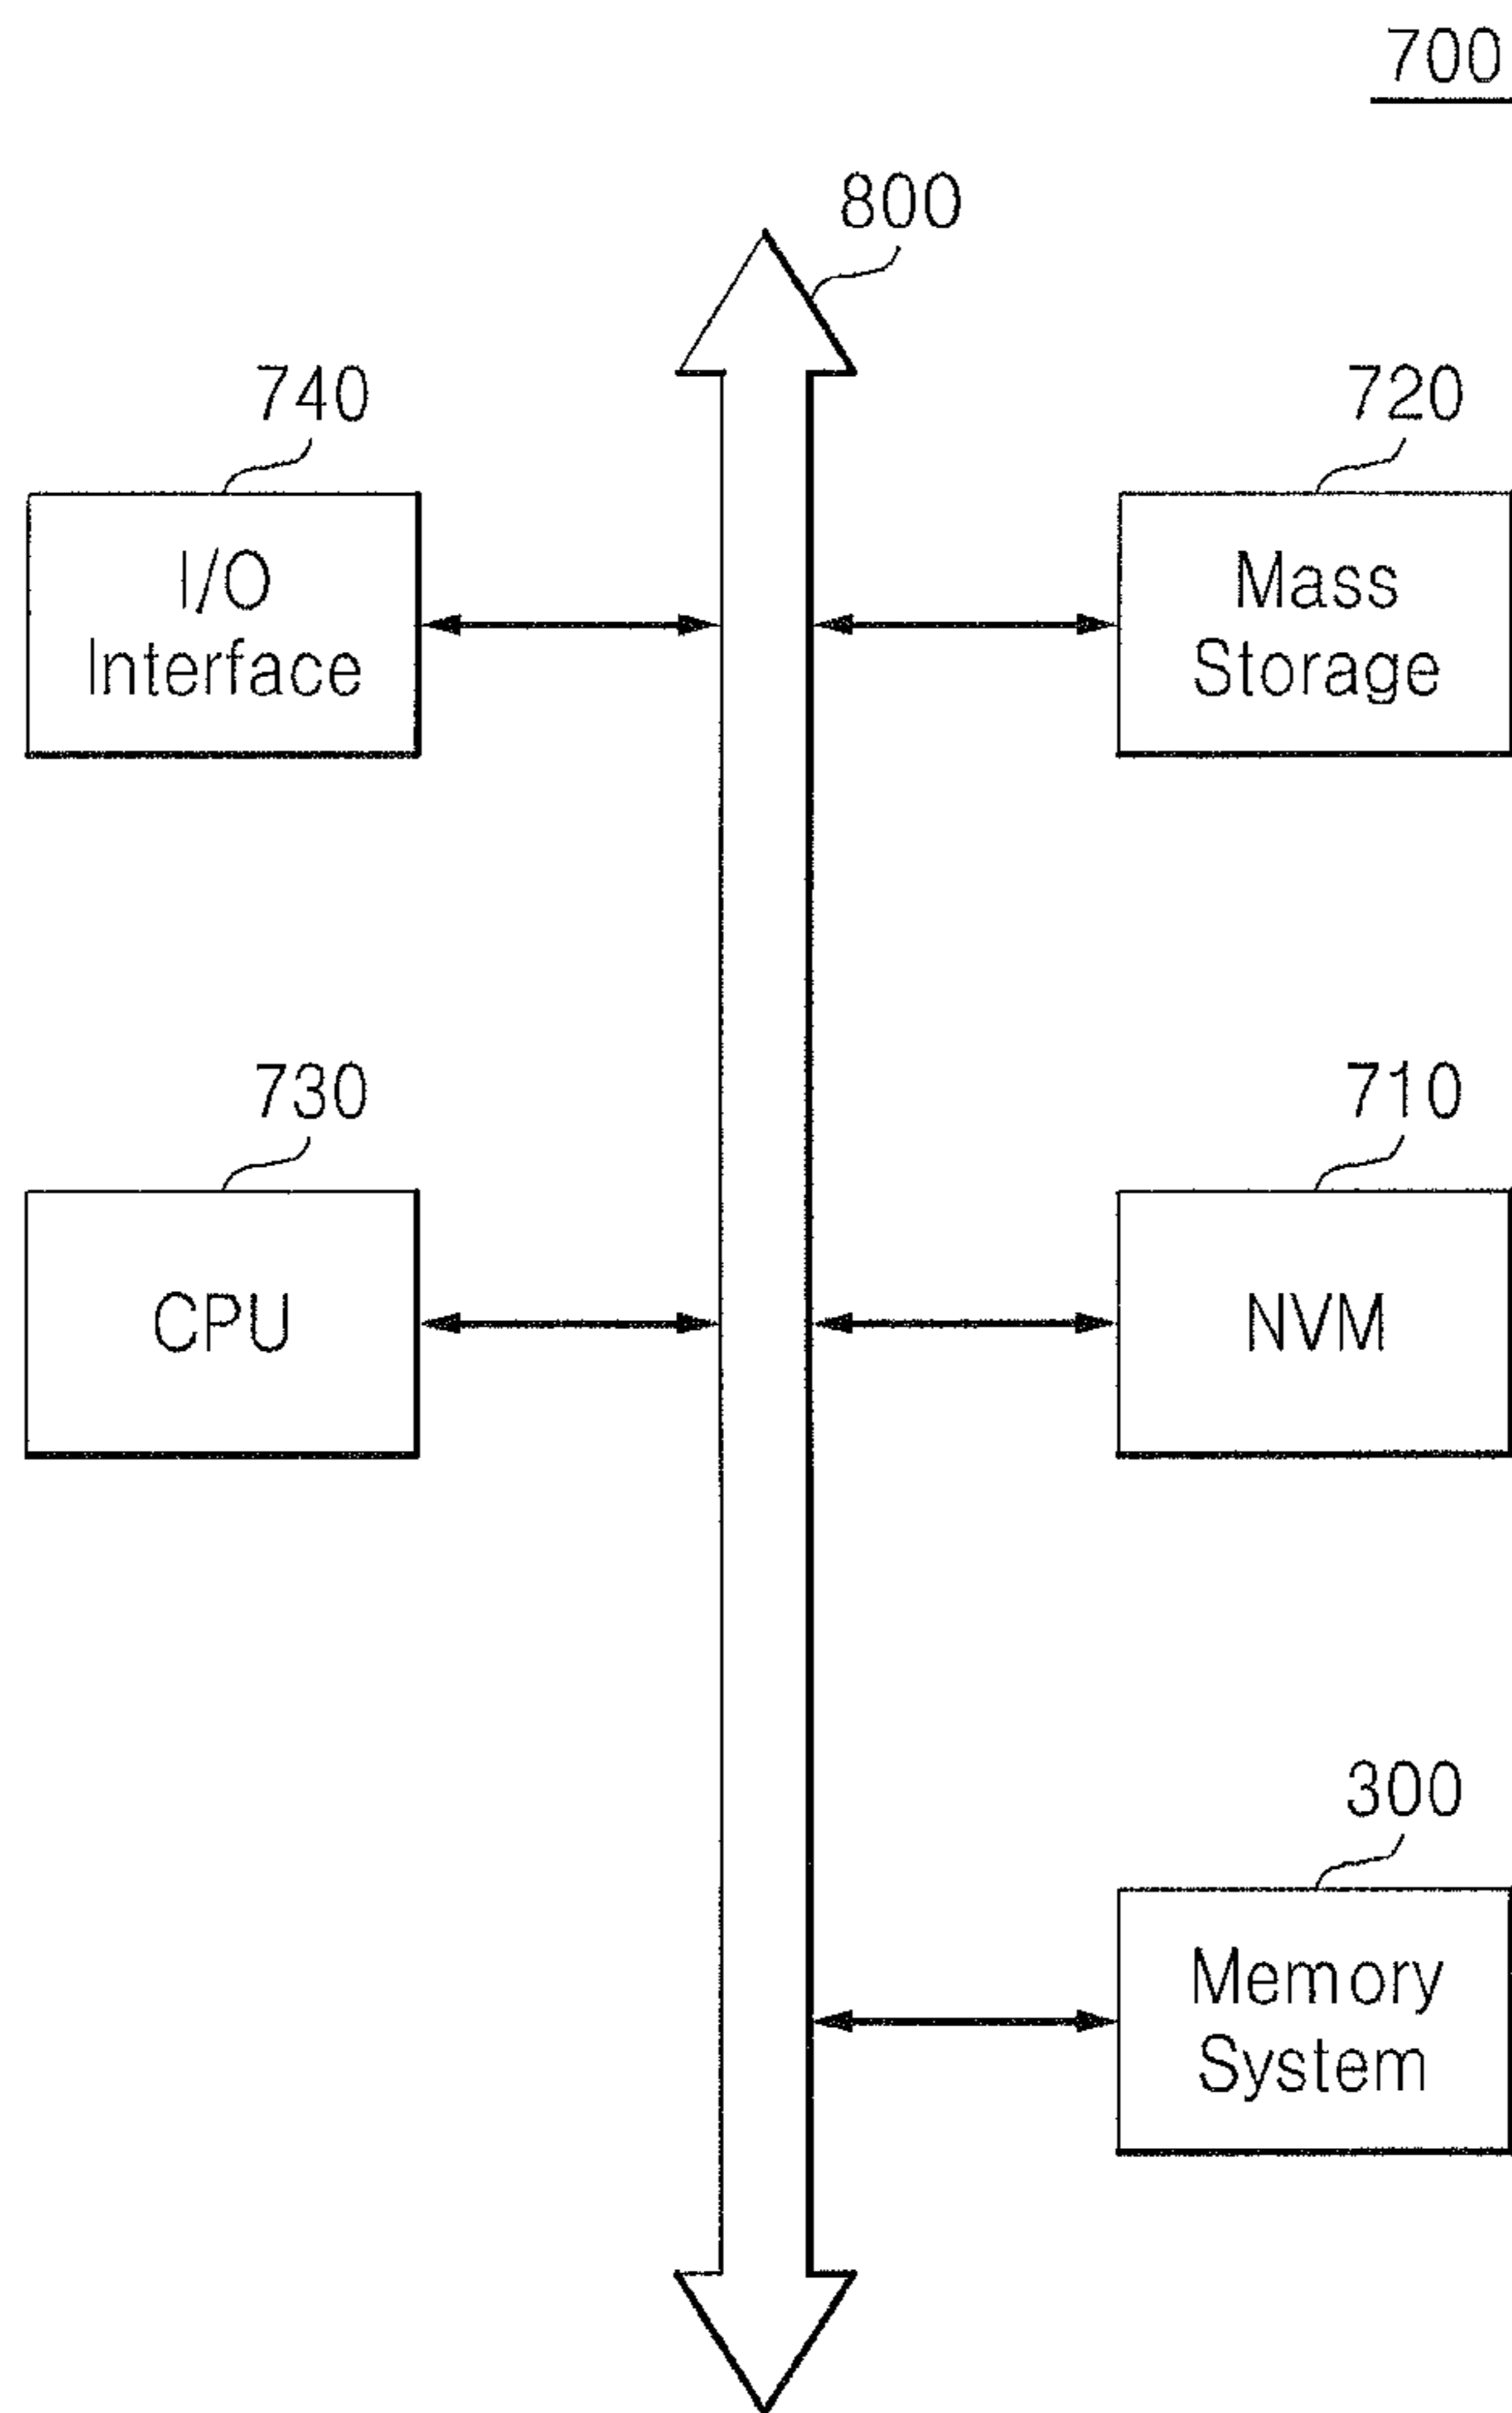 700
800
740
720
I/O
Interface
Mass
Storage
730
710
CPU
NVM
300
Memory
System